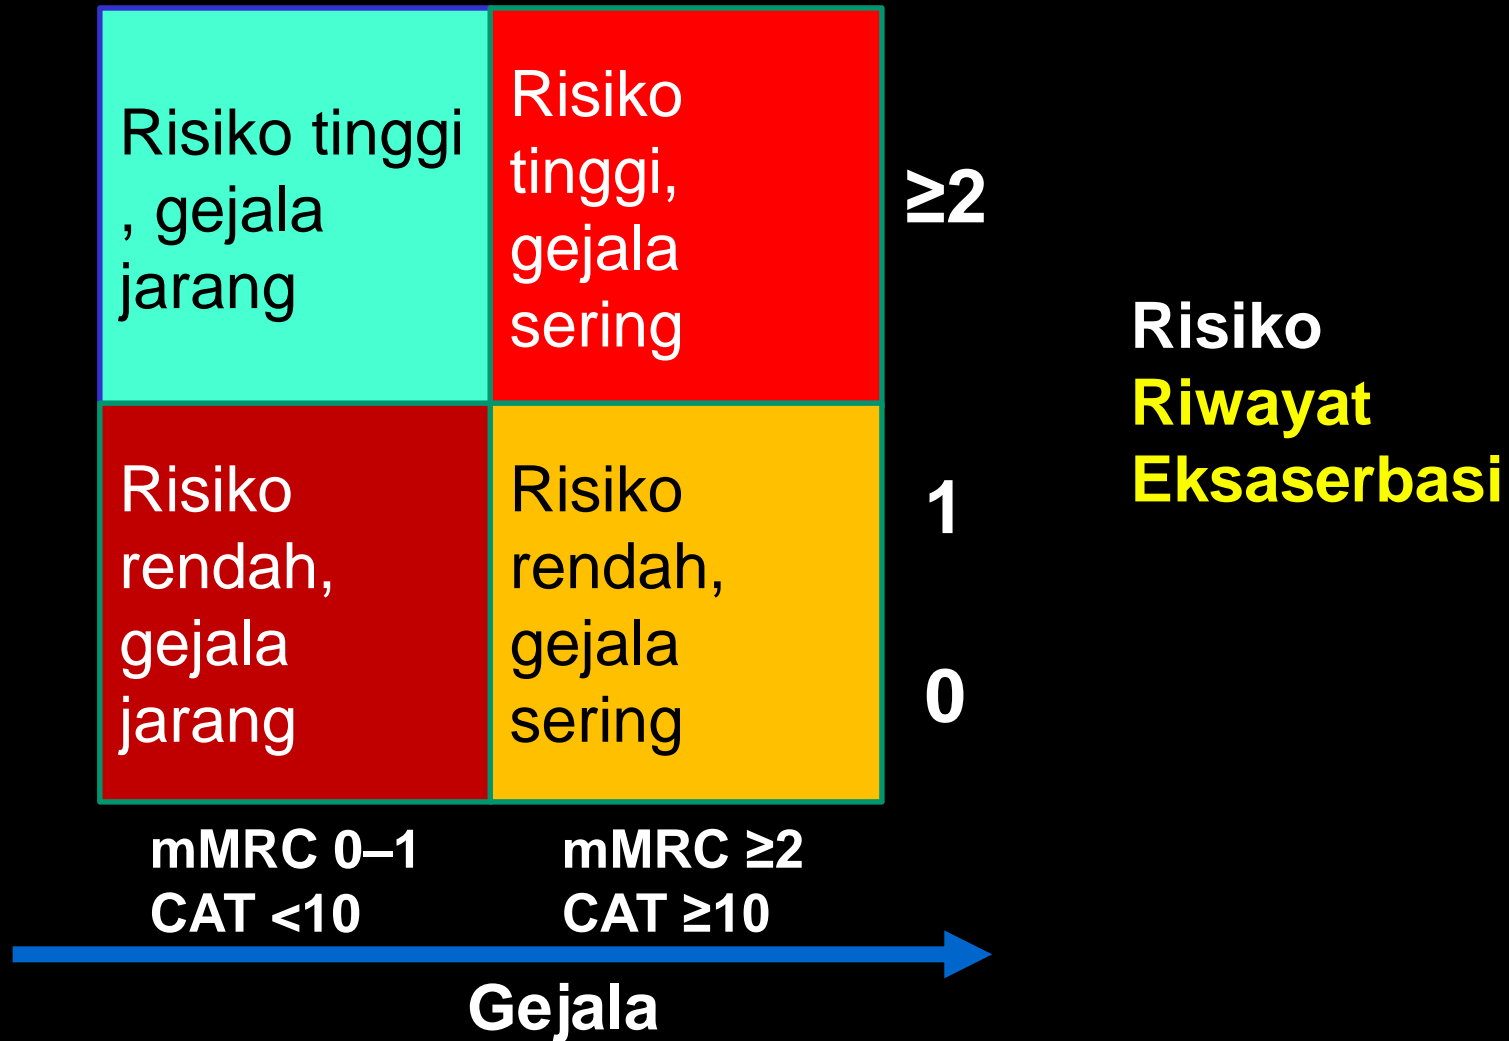 Risiko tinggi
, gejala
jarang
Risiko
tinggi,
gejala
sering
≥2
Risiko
Riwayat
Eksaserbasi
Risiko
rendah,
gejala
jarang
Risiko
rendah,
gejala
sering
1
0
mMRC 0–1
CAT <10
mMRC ≥2
CAT ≥10
Gejala